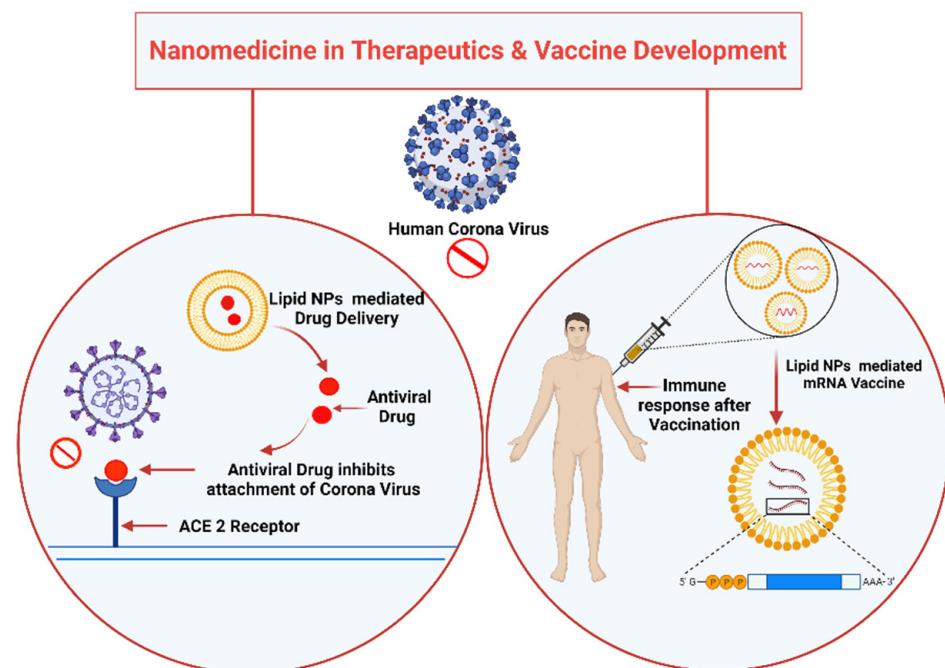 Nanomedicine in Therapeutics & Vaccine Development
Human Corona Virus
Lipid NPs mediated
Drug Delivery
Antiviral
Drug
Antiviral Drug inhibits
attachment of Corona Virus
ACE 2 Receptor
Immune
response after
Vaccination
Lipid NPs mediated
mRNA Vaccine
5' G P P P AAA-3'